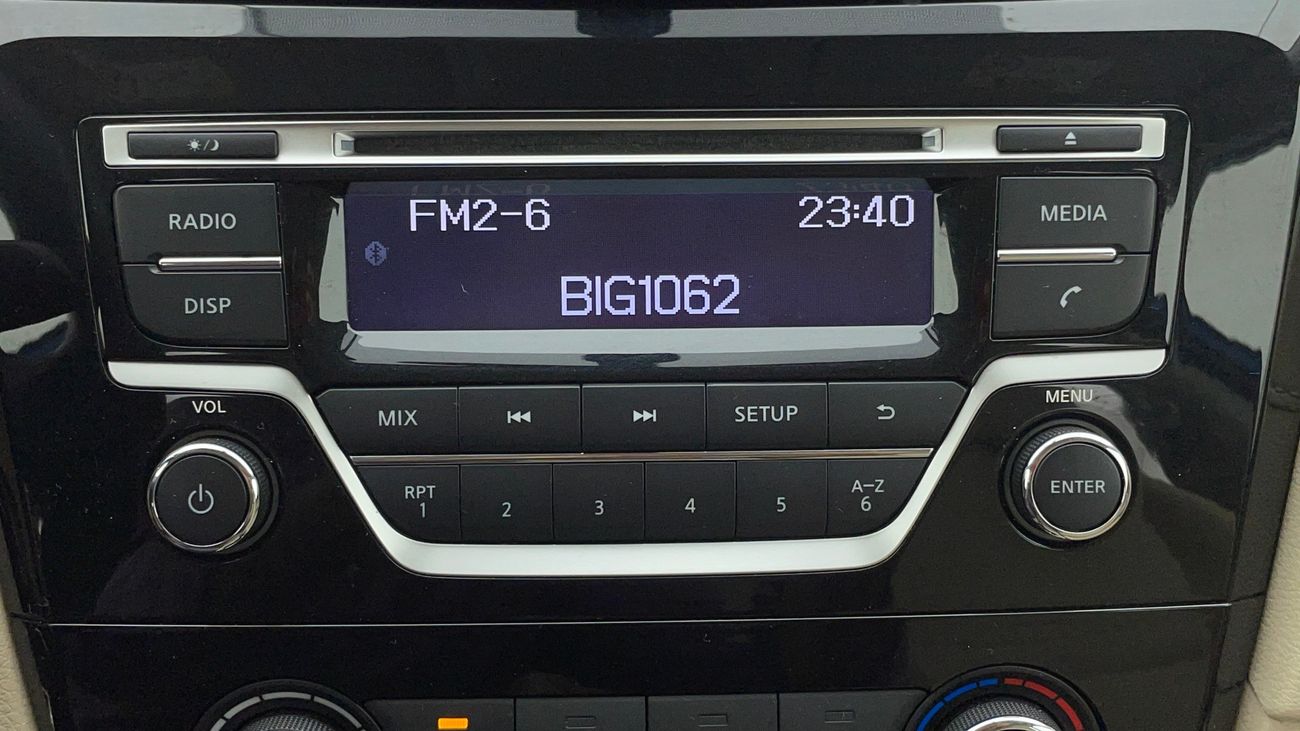 FM2-6 23:40
BIG1062
RADIO
DISP
MEDIA
VOL
MENU
MIX SETUP
RPT
1 2 3 4 5 A-Z
6
ENTER